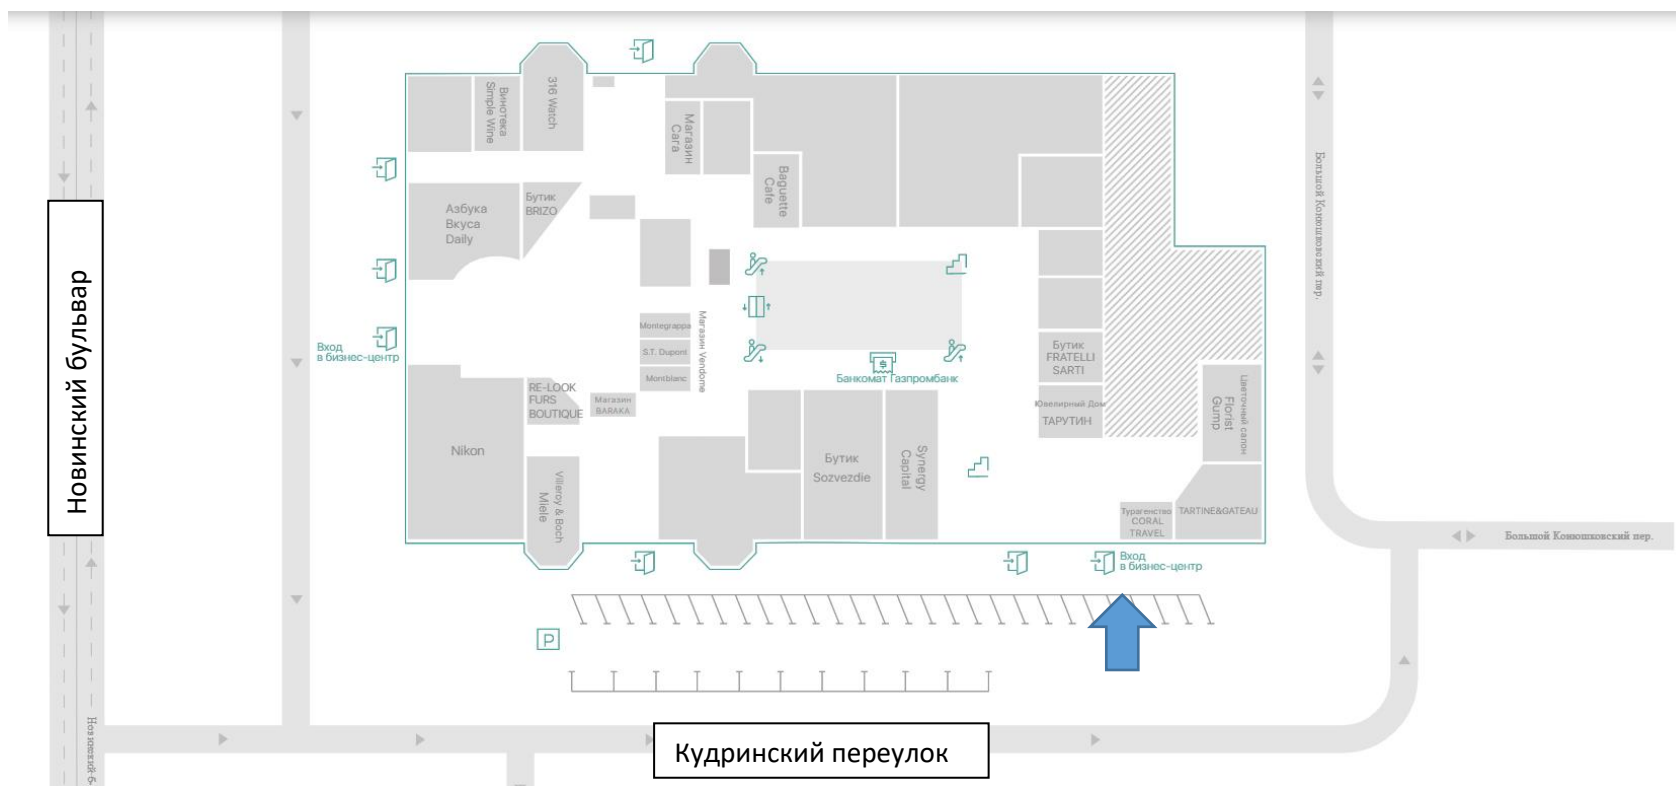 316 Watch
Винотека
Simple Wine
Магазин
Сага
Baguette
Cafe
Большой Конюшковский пер.
Азбука
Вкуса
Daily
Бутик
BRIZO
Новинский бульвар
Вход
в бизнес-центр
Montegrappa
S.T. Dupont
Montblanc
Магазин Vendome
$
Банкомат Газпромбанк
Бутик
FRATELLI
SARTI
Ювелирный Дом
ТАРУТИН
Цветочный салон
Florist
Gump
RE-LOOK
FURS
BOUTIQUE
Магазин
BARAKA
Nikon
Villeroy & Boch
Miele
Бутик
Sozvezdie
Synergy
Capital
Турагенство
CORAL
TRAVEL
TARTINE&GATEAU
Большой Конюшковский пер.
Вход
в бизнес-центр
P
Новинский б-
Кудринский переулок